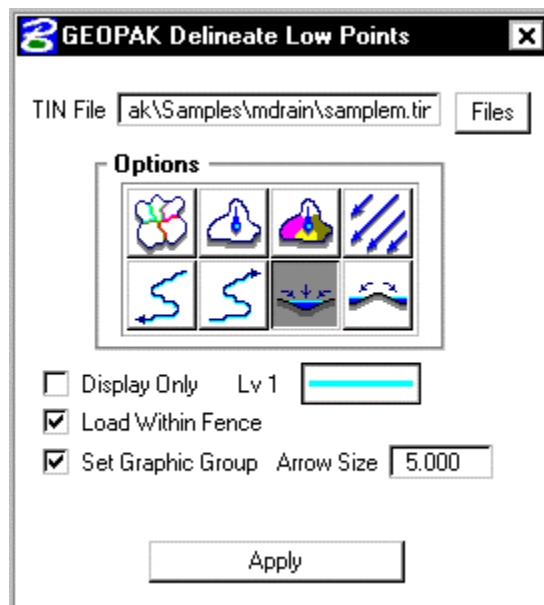 GEOPAK Delineate Low Points
TIN File ak\Samples\mdrain\samplem.tin Files
Options
Display Only Lv 1
Load Within Fence
Set Graphic Group Arrow Size 5.000
Apply